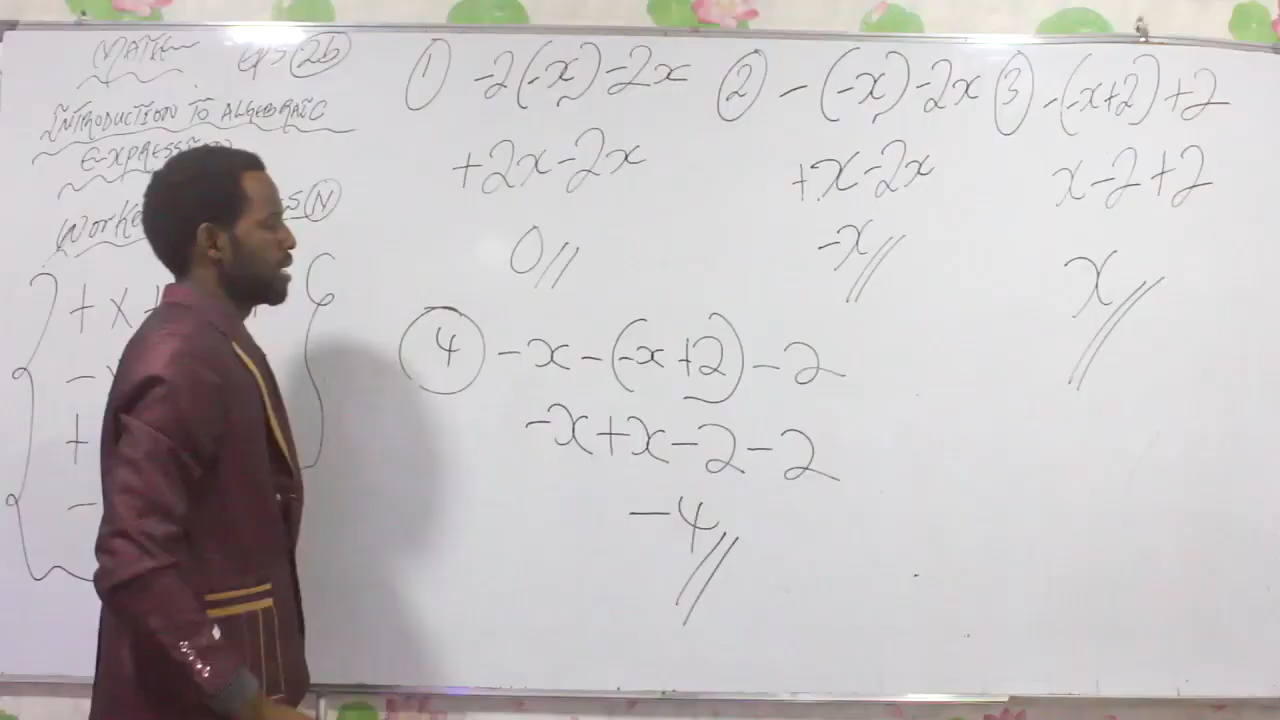 MATH
INTRODUCTION TO ALGEBRAIC
EXPRESSION
+ x +
-
+
-
① -2(-x)-2x
+2x-2x
0//
② -(-x)-2x
+x-2x
-x//
③ -(-x+2)+2
x-2+2
x//
④ -x-(-x+2)-2
-x+x-2-2
-4//